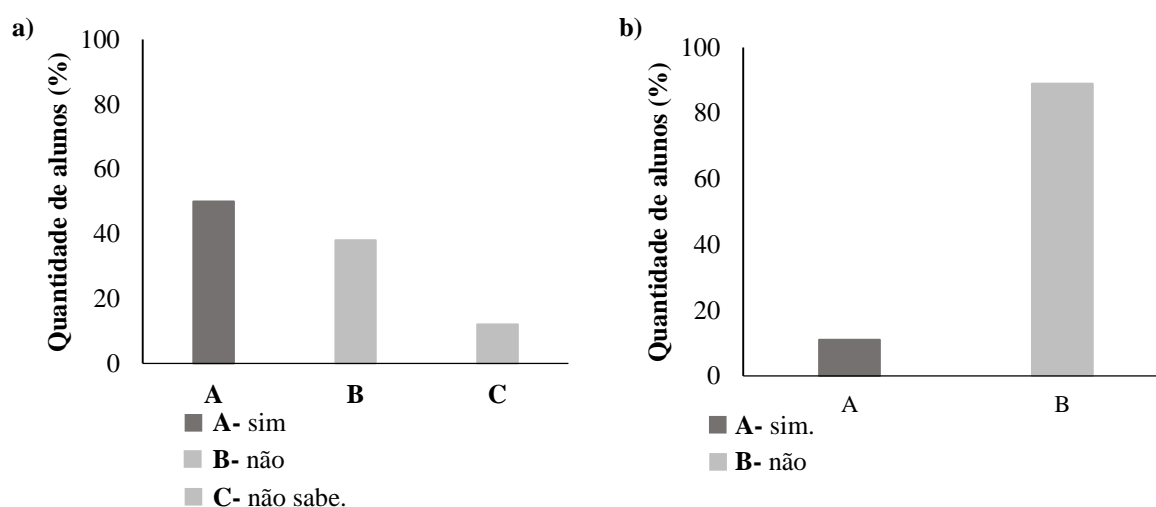 a)
Quantidade de alunos (%)
100
80
60
40
20
0
A B C
A- sim
B- não
C- não sabe.
b)
Quantidade de alunos (%)
100
80
60
40
20
0
A B
A- sim.
B- não